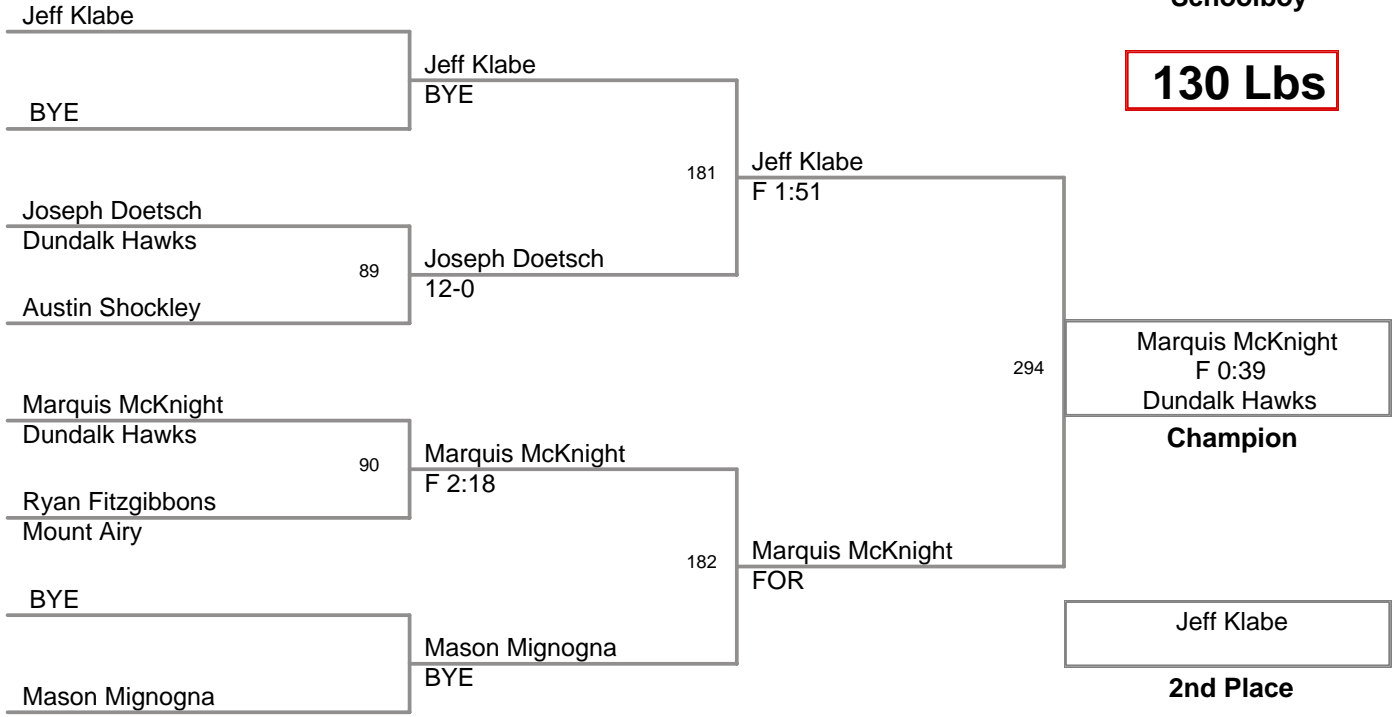 Schoolboy
130 Lbs
Jeff Klabe
BYE
Joseph Doetsch
Dundalk Hawks
89
Austin Shockley
Marquis McKnight
Dundalk Hawks
90
Ryan Fitzgibbons
Mount Airy
BYE
Mason Mignogna
Jeff Klabe
BYE
181
Joseph Doetsch
12-0
Marquis McKnight
F 2:18
182
Mason Mignogna
BYE
Jeff Klabe
F 1:51
294
Marquis McKnight
FOR
Marquis McKnight
F 0:39
Dundalk Hawks
Champion
Jeff Klabe
2nd Place